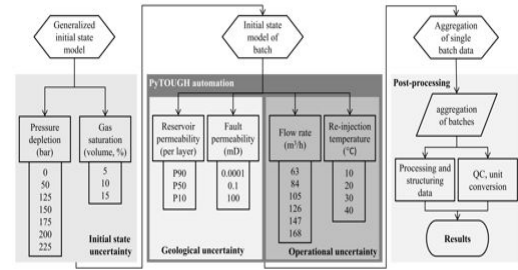 Generalized
initial state
model
Pressure
depletion
(bar)
0
50
125
150
175
200
225
Gas
saturation
(volume, %)
5
10
15
Initial state
uncertainty
Initial state
model of
batch
PyTOUGH automation
Reservoir
permeability
(per layer)
P90
P50
P10
Fault
permeability
(mD)
0.0001
0.1
100
Geological uncertainty
Flow rate
(m³/h)
63
84
105
126
147
168
Re-injection
temperature
(°C)
10
20
30
40
Operational uncertainty
Aggregation
of single
batch data
Post-processing
aggregation
of batches
Processing and
structuring
data
QC, unit
conversion
Results